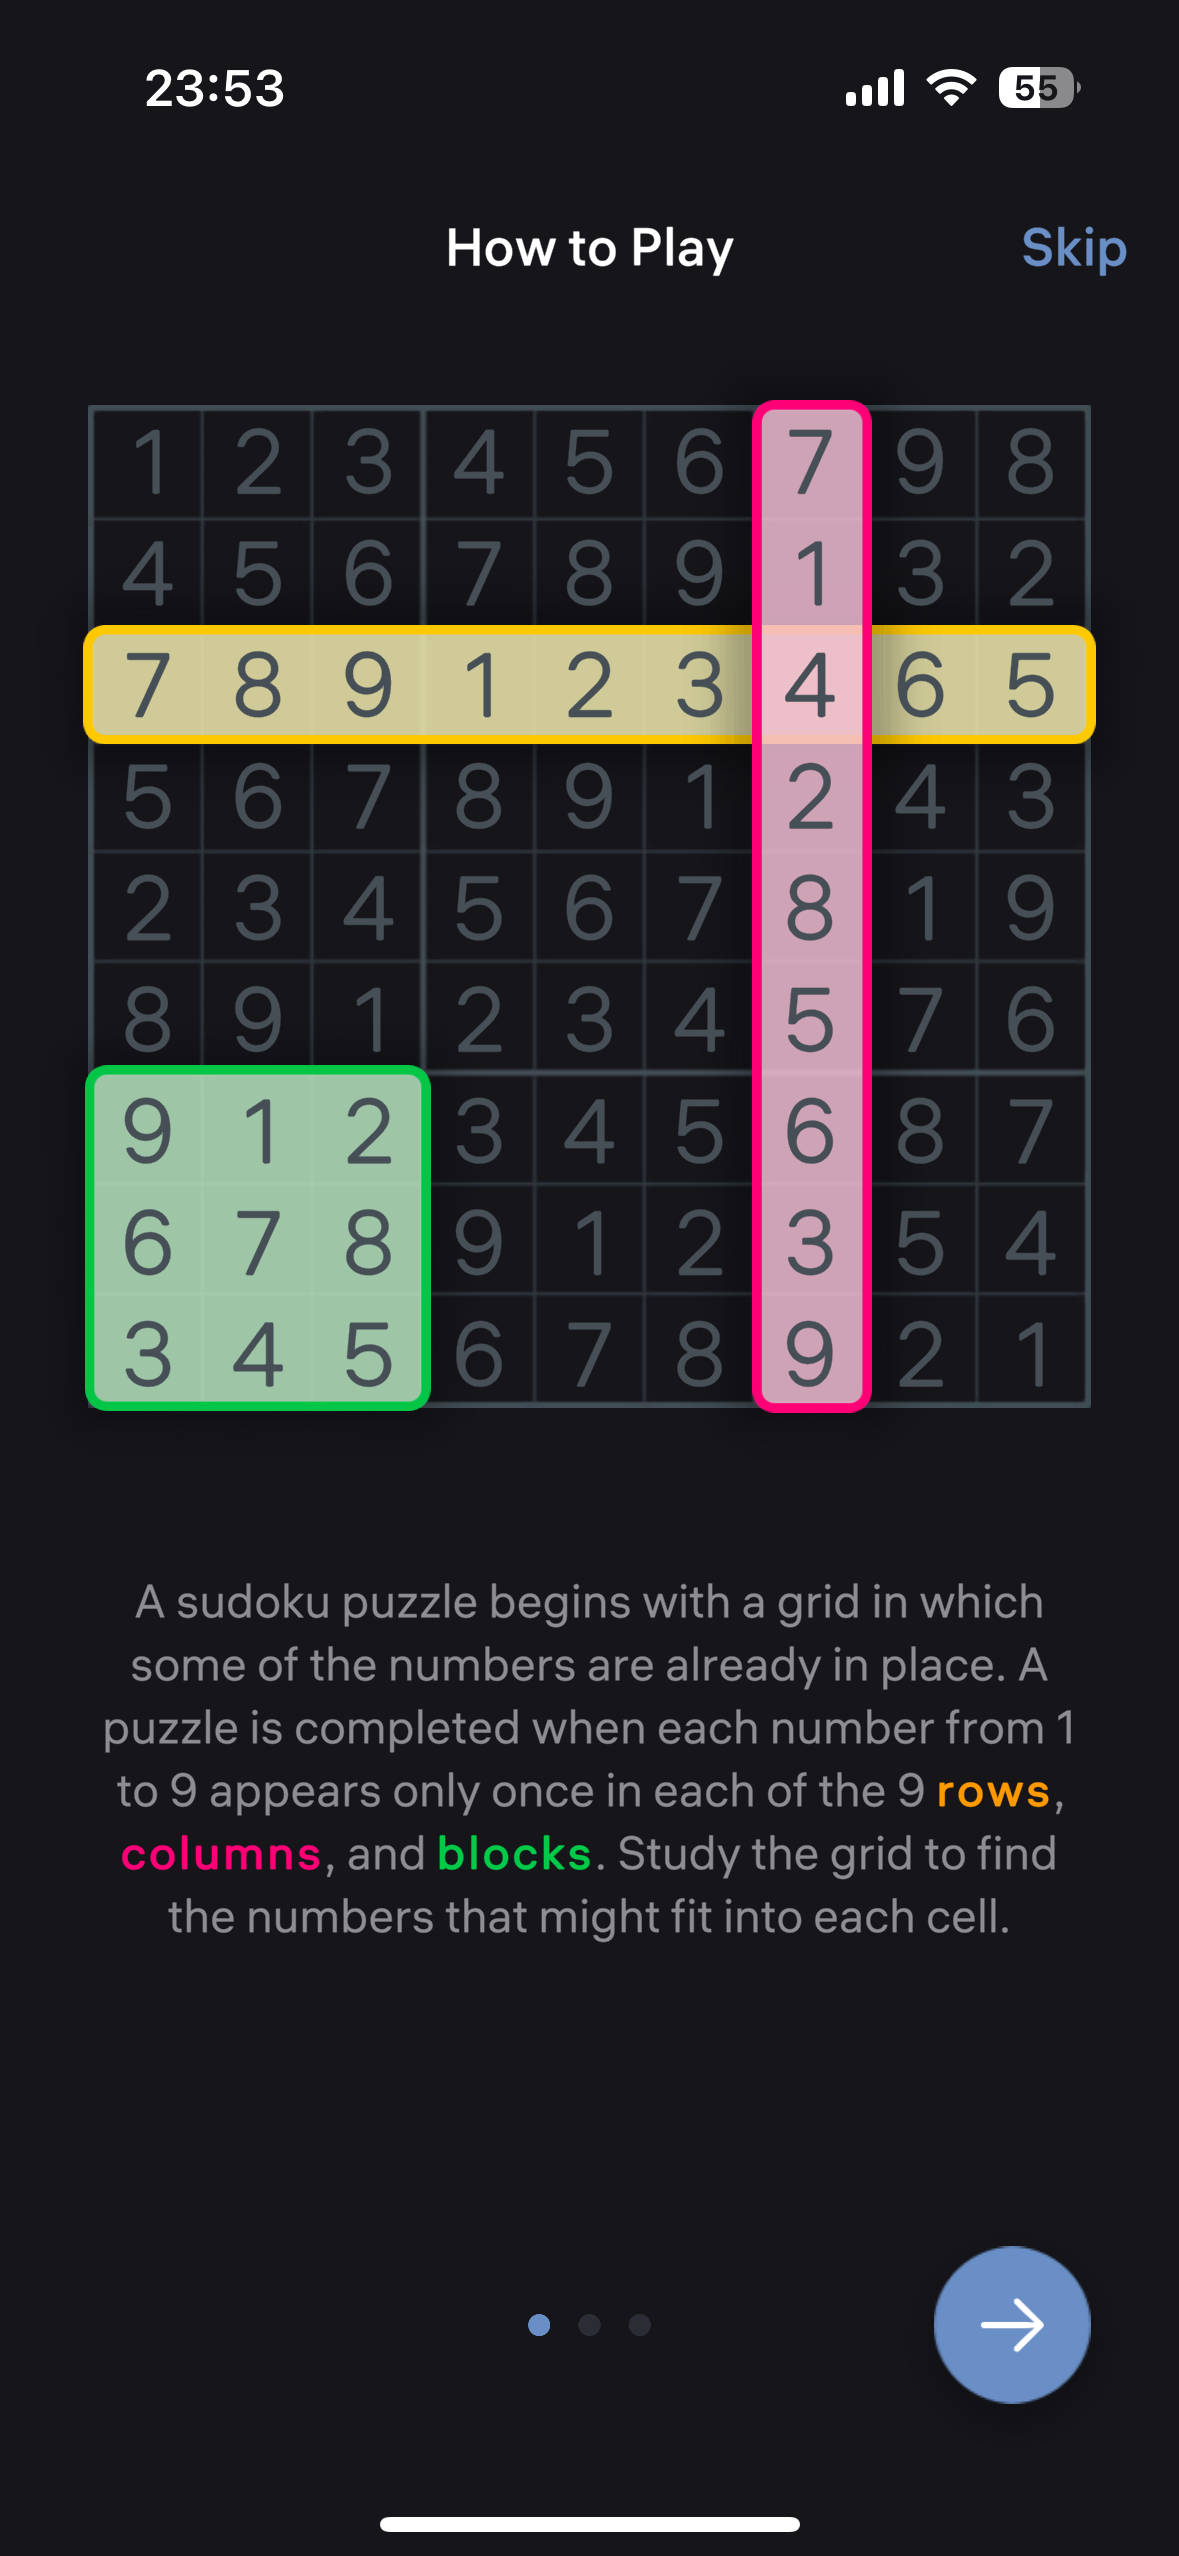 23:53
55
How to Play
Skip
1 2 3 4 5 6 7 9 8
4 5 6 7 8 9 1 3 2
7 8 9 1 2 3 4 6 5
5 6 7 8 9 1 2 4 3
2 3 4 5 6 7 8 1 9
8 9 1 2 3 4 5 7 6
9 1 2 3 4 5 6 8 7
6 7 8 9 1 2 3 5 4
3 4 5 6 7 8 9 2 1
A sudoku puzzle begins with a grid in which
some of the numbers are already in place. A
puzzle is completed when each number from 1
to 9 appears only once in each of the 9 rows,
columns, and blocks. Study the grid to find
the numbers that might fit into each cell.